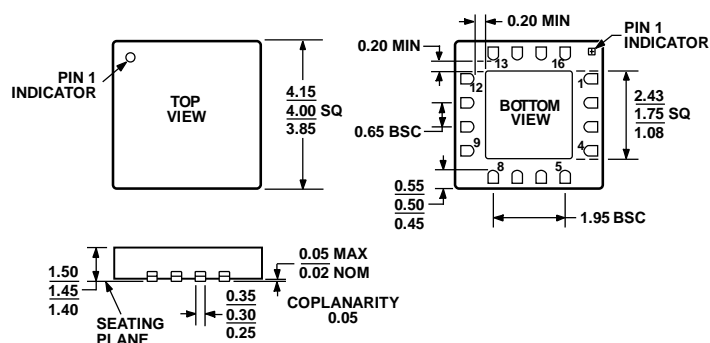 PIN 1
INDICATOR
TOP
VIEW
4.15
4.00 SQ
3.85
0.20 MIN
0.20 MIN
13
16
PIN 1
INDICATOR
12
1
BOTTOM
VIEW
2.43
1.75 SQ
1.08
0.65 BSC
9
4
8
5
0.55
0.50
0.45
1.95 BSC
1.50
1.45
1.40
SEATING
PLANE
0.05 MAX
0.02 NOM
0.35
0.30
0.25
COPLANARITY
0.05